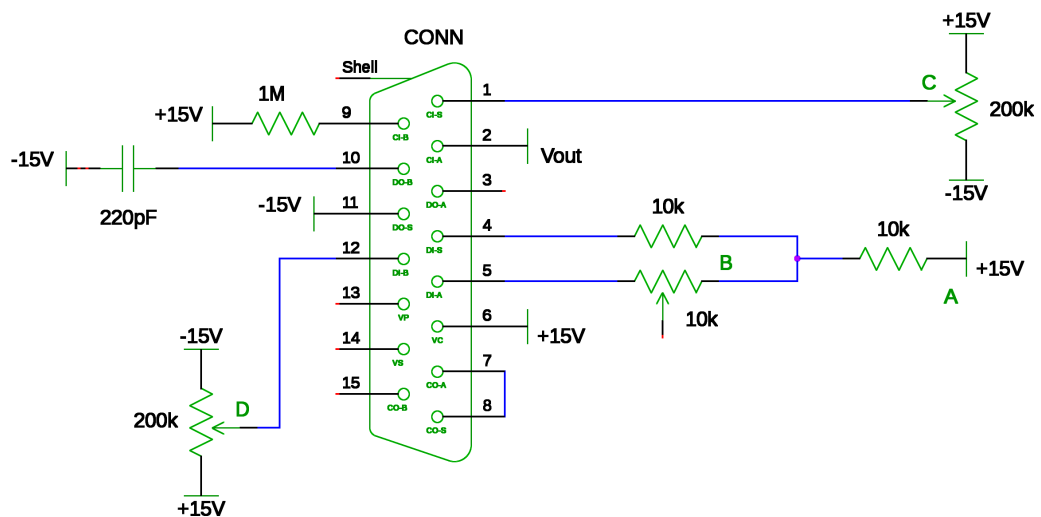 CONN
+15V
Shell
C
200k
-15V
1M
+15V
9
1
CI-S
CI-B
2
CI-A
Vout
-15V
10
DO-B
220pF
3
DO-A
-15V
11
DO-S
4
DI-S
10k
10k
12
DI-B
5
DI-A
B
10k
+15V
A
13
VP
6
VC
+15V
-15V
14
VS
7
CO-A
200k
D
15
CO-B
8
CO-S
+15V